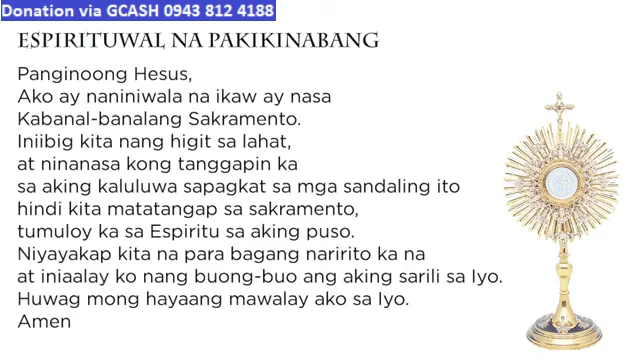 Donation via GCASH 0943 812 4188
ESPIRITUWAL NA PAKIKINABANG
Panginoong Hesus,
Ako ay naniniwala na ikaw ay nasa
Kabanal-banalang Sakramento.
Iniibig kita nang higit sa lahat,
at ninanasa kong tanggapin ka
sa aking kaluluwa sapagkat sa mga sandaling ito
hindi kita matatangap sa sakramento,
tumuloy ka sa Espiritu sa aking puso.
Niyayakap kita na para bagang naririto ka na
at iniaalay ko nang buong-buo ang aking sarili sa Iyo.
Huwag mong hayaang mawalay ako sa Iyo.
Amen